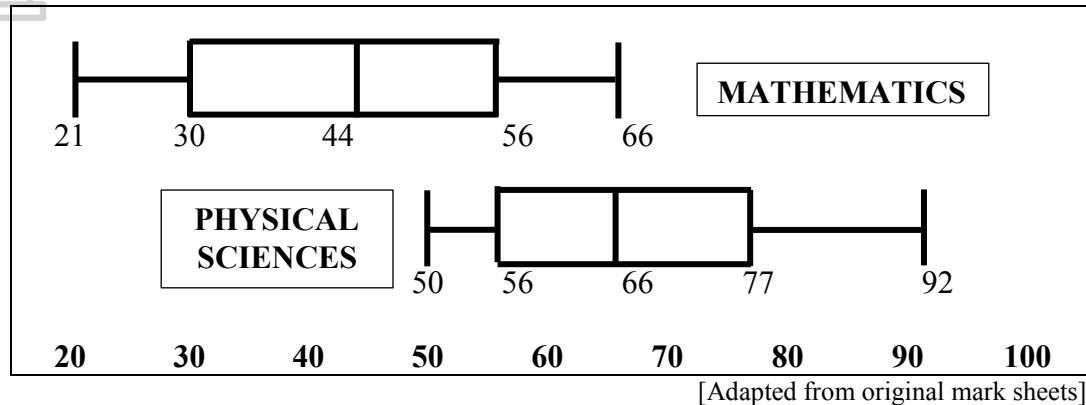 MATHEMATICS
21 30 44 56 66
PHYSICAL
SCIENCES
50 56 66 77 92
20 30 40 50 60 70 80 90 100
[Adapted from original mark sheets]